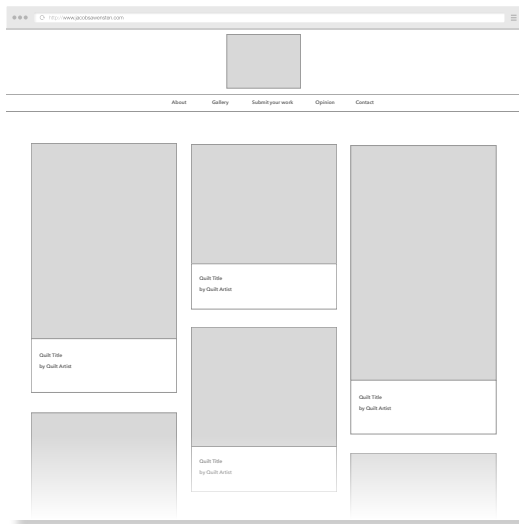 http://www.jacobsawenstein.com
About Gallery Submit your work Opinion Contact
Quilt Title
by Quilt Artist
Quilt Title
by Quilt Artist
Quilt Title
by Quilt Artist
Quilt Title
by Quilt Artist